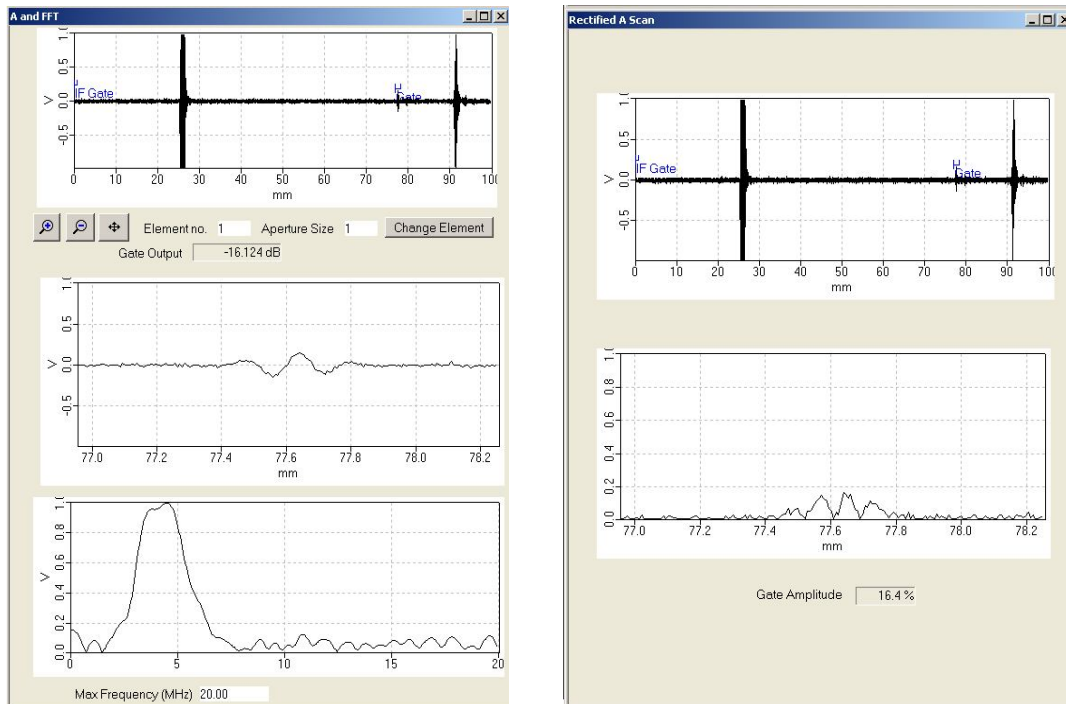 A and FFT
1.
0.5
0.0
-0.5
V
IF Gate
Gate
0 10 20 30 40 50 60 70 80 90 100
mm
Element no. 1 Aperture Size 1 Change Element
Gate Output -16.124 dB
1.
0.5
0.0
-0.5
V
77.0 77.2 77.4 77.6 77.8 78.0 78.2
mm
1.
0.8
0.6
0.4
0.2
0.0
V
0 5 10 15 20
Max Frequency (MHz) 20.00
Rectified A Scan
1.0
0.5
0.0
-0.5
V
IF Gate
Gate
0 10 20 30 40 50 60 70 80 90 100
mm
1.0
0.8
0.6
0.4
0.2
0.0
V
77.0 77.2 77.4 77.6 77.8 78.0 78.2
mm
Gate Amplitude 16.4 %